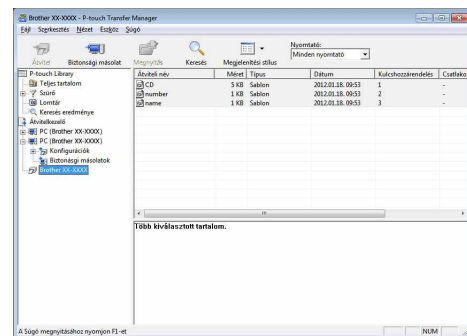 Brother XX-XXXX - P-touch Transfer Manager
Fájl Szerkesztés Nézet Eszköz Súgó
Átvitel Biztonsági másolat Megnyitás Keresés Megjelenítési stílus Nyomtató:
Minden nyomtató
P-touch Library
Teljes tartalom
Szűrő
Lomtár
Keresés eredménye
Átvitelkezelő
PC (Brother XX-XXXX)
PC (Brother XX-XXXX)
Konfigurációk
Biztonsági másolatok
Brother XX-XXXX
Átviteli név Méret Típus Dátum Kulcshozzárendelés Csatlako
CD 5 KB Sablon 2012.01.18. 09:53 1 -
number 1 KB Sablon 2012.01.18. 09:53 2 -
name 1 KB Sablon 2012.01.18. 09:53 3 -
Több kiválasztott tartalom.
A Súgó megnyitásához nyomjon F1-et NUM